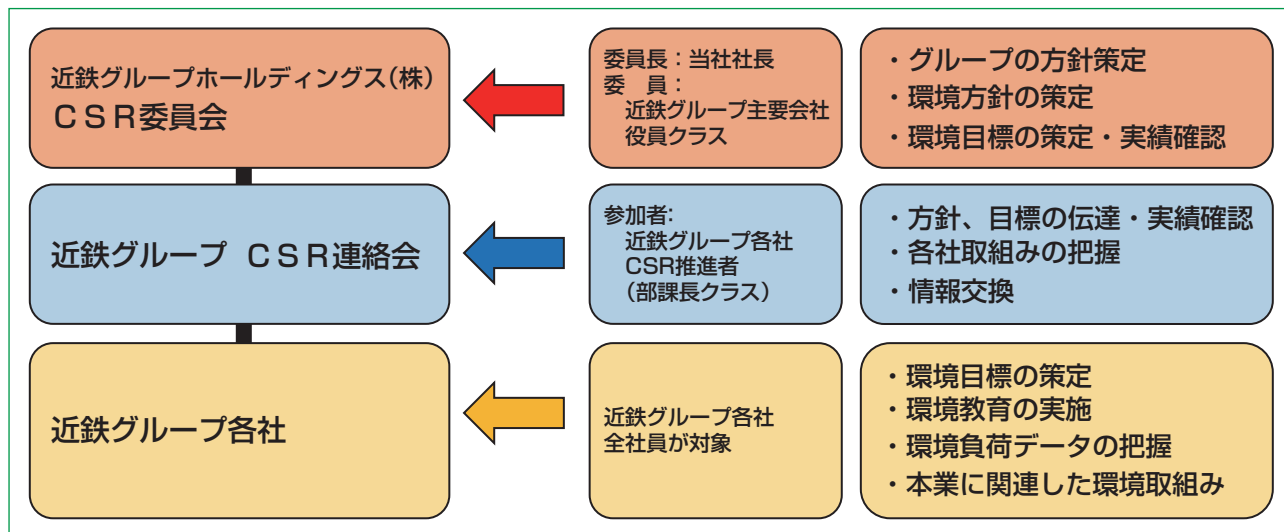 近鉄グループホールディングス(株)
ＣＳＲ委員会
委員長：当社社長
委　員：
近鉄グループ主要会社
役員クラス
・グループの方針策定
・環境方針の策定
・環境目標の策定・実績確認
近鉄グループ ＣＳＲ連絡会
参加者:
近鉄グループ各社
CSR推進者
（部課長クラス）
・方針、目標の伝達・実績確認
・各社取組みの把握
・情報交換
近鉄グループ各社
近鉄グループ各社
全社員が対象
・環境目標の策定
・環境教育の実施
・環境負荷データの把握
・本業に関連した環境取組み